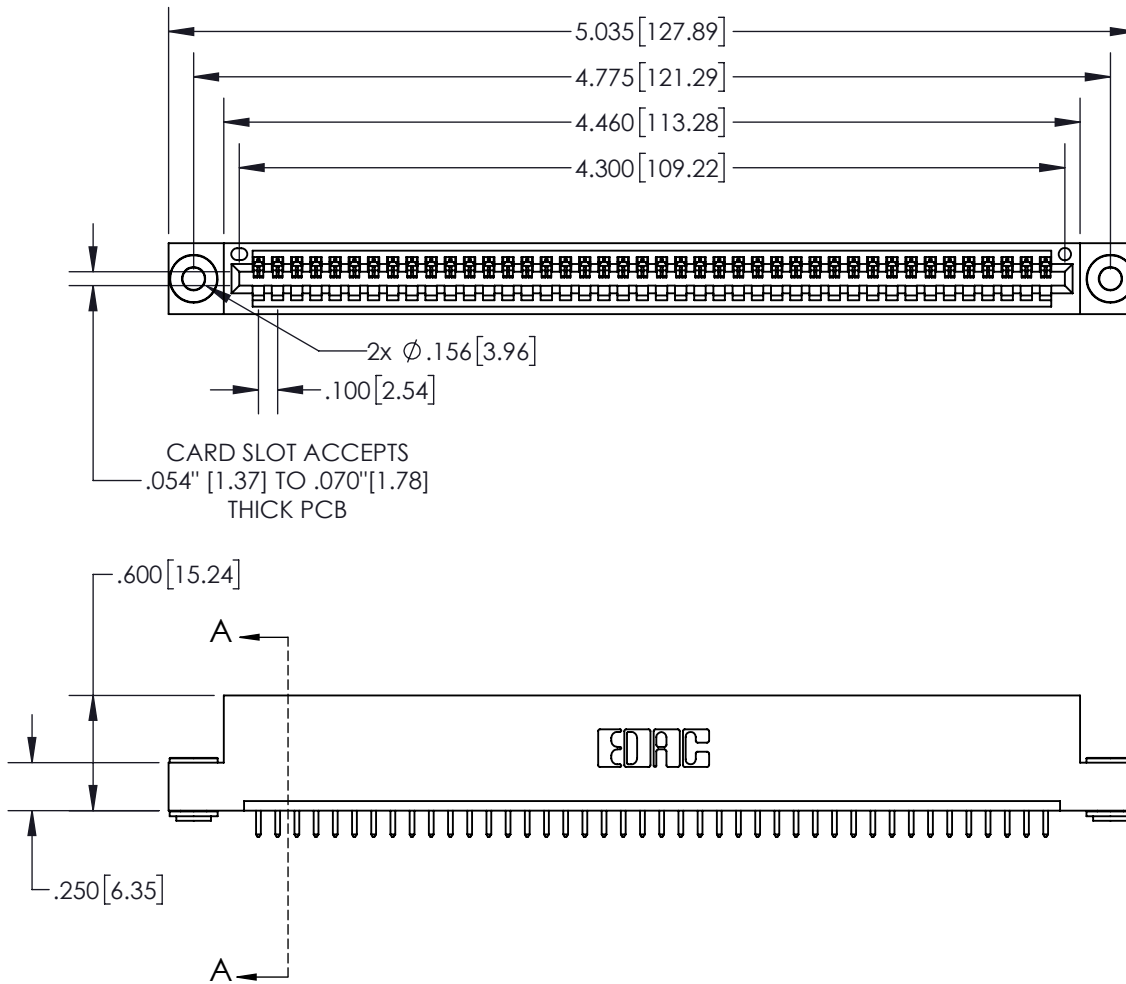 5.035[127.89]
4.775[121.29]
4.460[113.28]
4.300[109.22]
2x Ø.156[3.96]
.100[2.54]
CARD SLOT ACCEPTS
.054" [1.37] TO .070"[1.78]
THICK PCB
.600[15.24]
A
EDAC
.250[6.35]
A